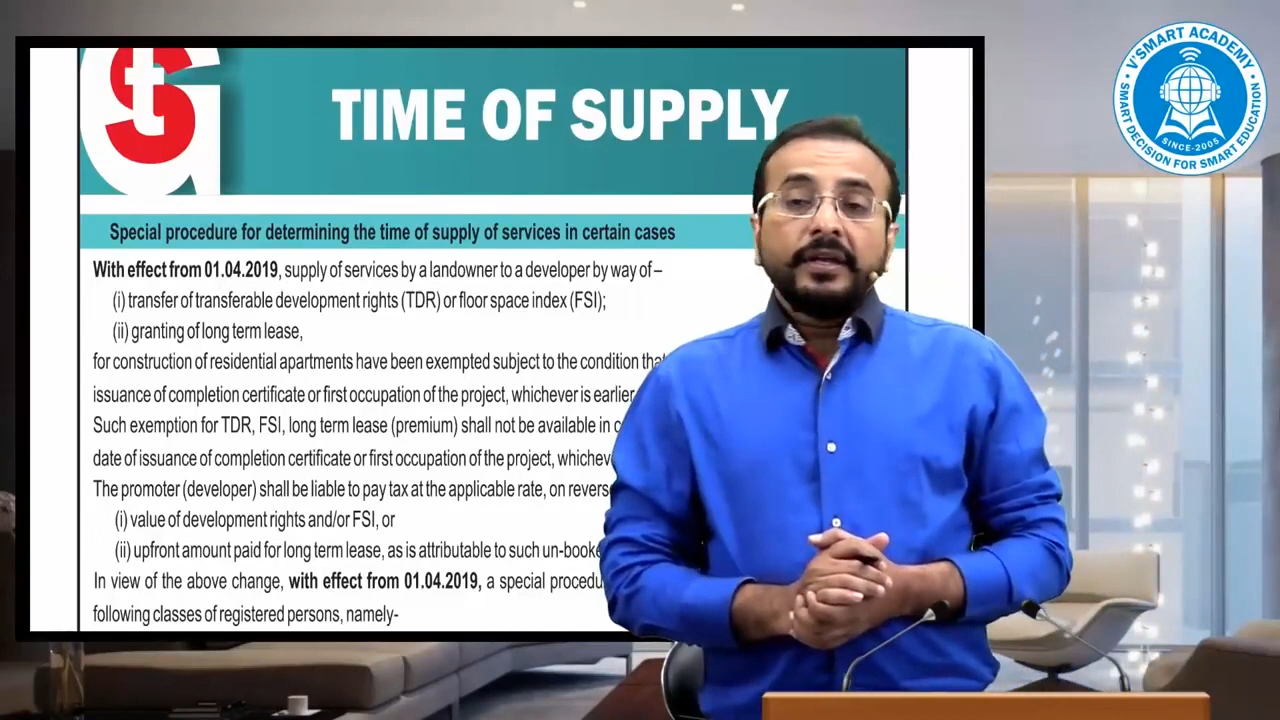 GST
TIME OF SUPPLY
V'SMART ACADEMY
SMART DECISION FOR SMART EDUCATION
SINCE-2005
Special procedure for determining the time of supply of services in certain cases
With effect from 01.04.2019, supply of services by a landowner to a developer by way of –
(i) transfer of transferable development rights (TDR) or floor space index (FSI);
(ii) granting of long term lease,
for construction of residential apartments have been exempted subject to the condition that
issuance of completion certificate or first occupation of the project, whichever is earlier
Such exemption for TDR, FSI, long term lease (premium) shall not be available in
date of issuance of completion certificate or first occupation of the project,
The promoter (developer) shall be liable to pay tax at the applicable rate, on
(i) value of development rights and/or FSI, or
(ii) upfront amount paid for long term lease, as is attributable to such
In view of the above change, with effect from 01.04.2019, a special
following classes of registered persons, namely-